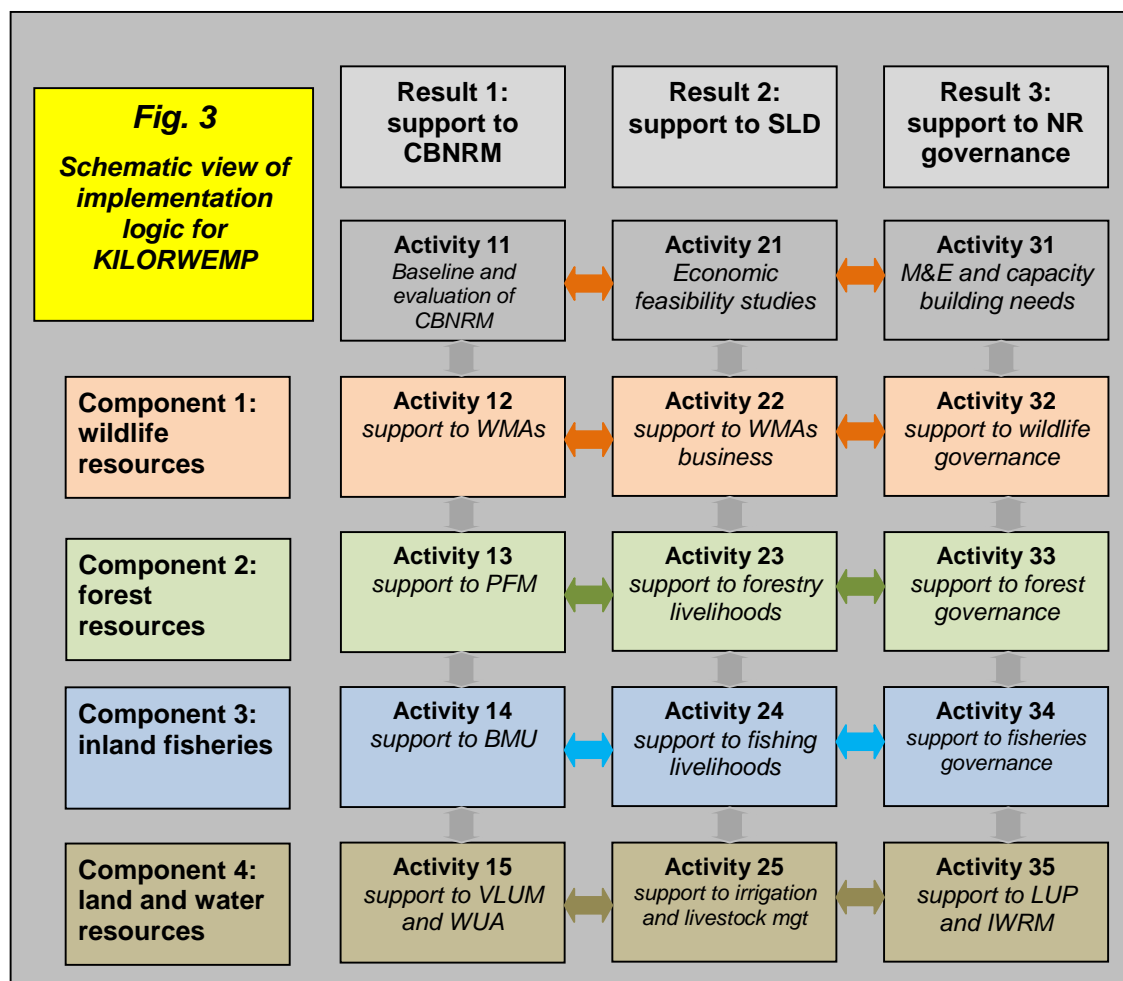 Fig. 3
Schematic view of
implementation
logic for
KILORWEMP
Result 1:
support to
CBNRM
Result 2:
support to SLD
Result 3:
support to NR
governance
Activity 11
Baseline and
evaluation of
CBNRM
Activity 21
Economic
feasibility studies
Activity 31
M&E and capacity
building needs
Component 1:
wildlife
resources
Activity 12
support to WMAs
Activity 22
support to WMAs
business
Activity 32
support to wildlife
governance
Component 2:
forest
resources
Activity 13
support to PFM
Activity 23
support to forestry
livelihoods
Activity 33
support to forest
governance
Component 3:
inland fisheries
Activity 14
support to BMU
Activity 24
support to fishing
livelihoods
Activity 34
support to fisheries
governance
Component 4:
land and water
resources
Activity 15
support to VLUM
and WUA
Activity 25
support to irrigation
and livestock mgt
Activity 35
support to LUP
and IWRM